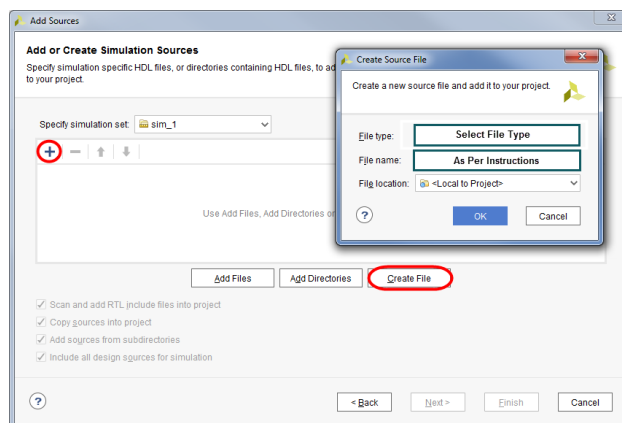 Add Sources
Add or Create Simulation Sources
Specify simulation specific HDL files, or directories containing HDL files, to ad
to your project.
Specify simulation set: sim_1
Use Add Files, Add Directories or
Add Files
Add Directories
Create File
Scan and add RTL include files into project
Copy sources into project
Add sources from subdirectories
Include all design sources for simulation
?
< Back
Next >
Finish
Cancel
Create Source File
Create a new source file and add it to your project.
File type: Select File Type
File name: As Per Instructions
File location: <Local to Project>
?
OK
Cancel